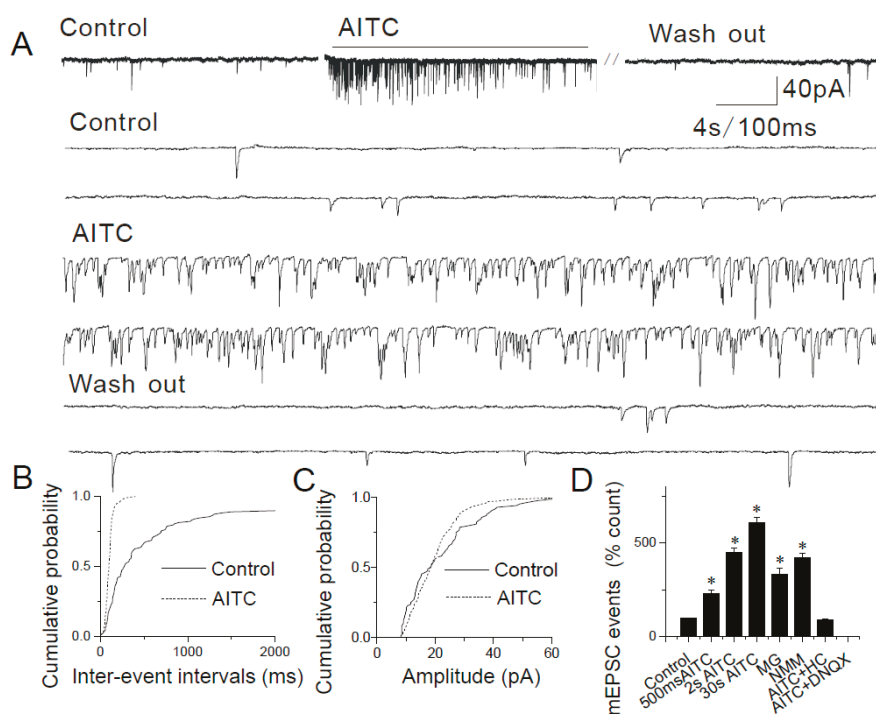 A
Control
AITC
Wash out
//
40pA
4s/100ms
Control
AITC
Wash out
B
Cumulative probability
1.0
0.5
0.0
Control
AITC
0
1000
2000
Inter-event intervals (ms)
C
Cumulative probability
1.0
0.5
0.0
Control
AITC
0
20
40
60
Amplitude (pA)
D
mEPSC events (% count)
500
0
*
*
*
*
*
Control
500msAITC
2s AITC
30s AITC
MG
NMM
AITC+HC
AITC+DNQX